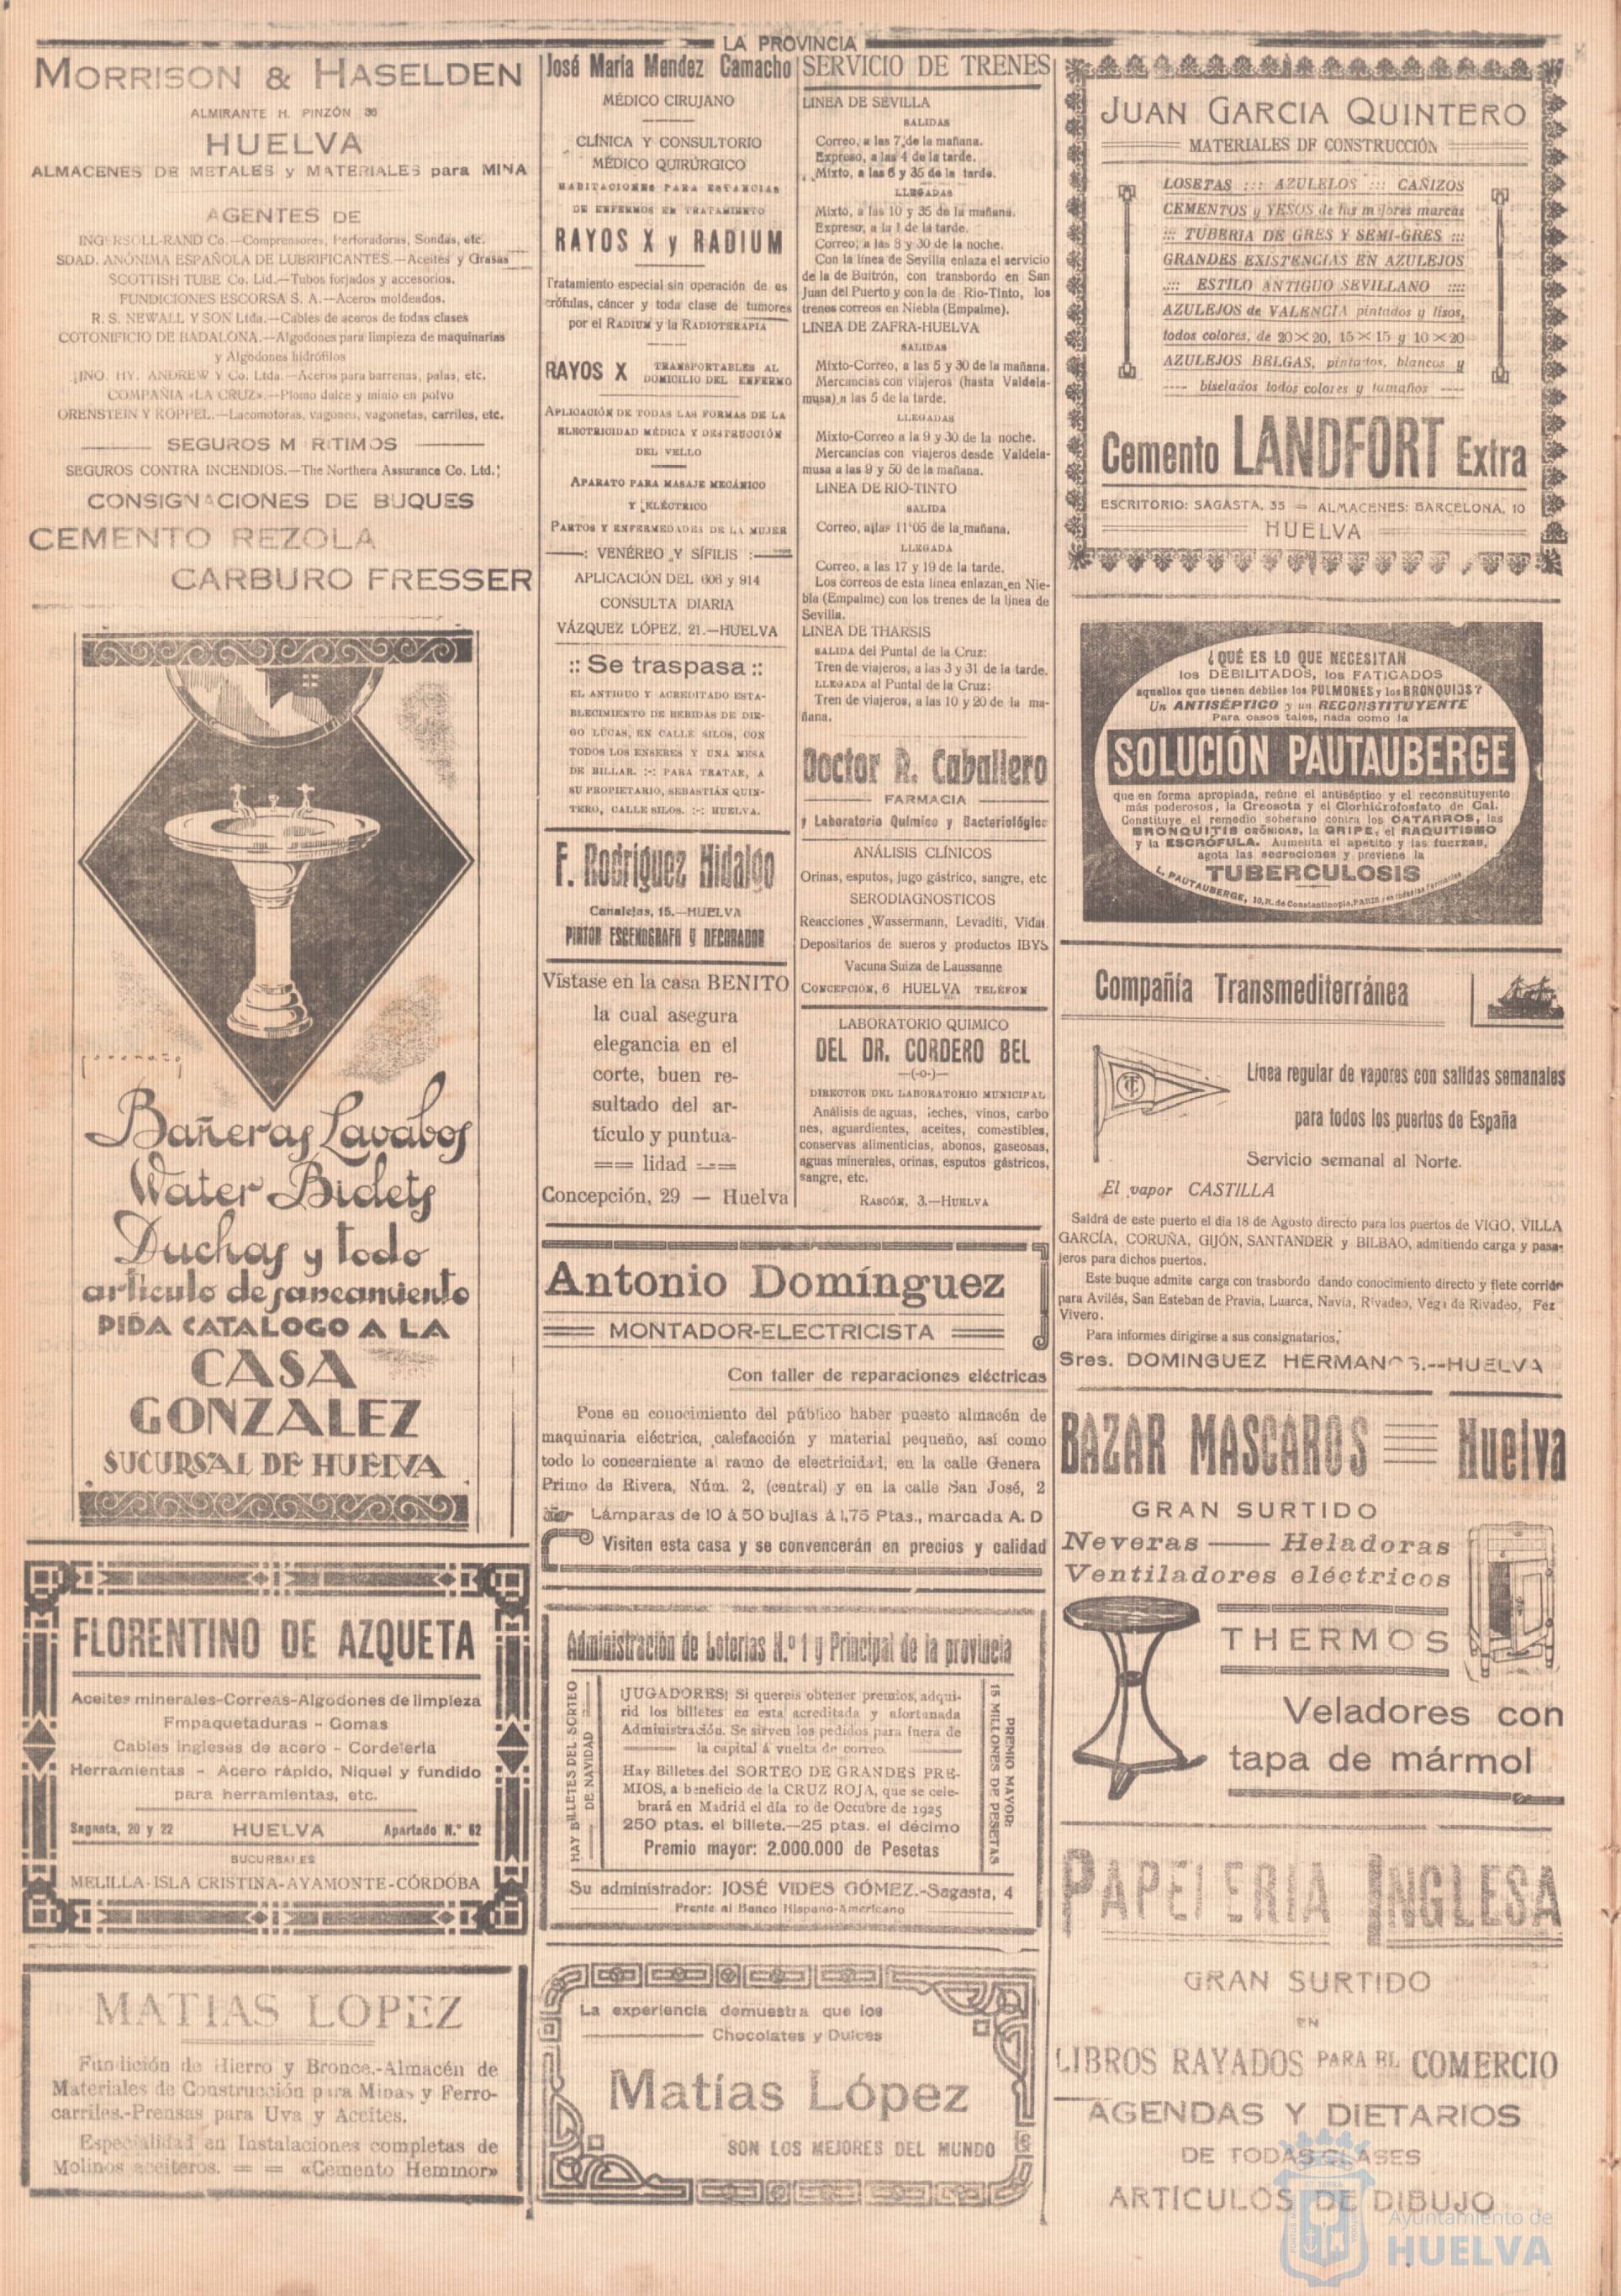 LA PROVINCIA
MORRISON & HASELDEN
ALMIRANTE H. PINZÓN 36
HUELVA
ALMACENES DE METALES y MATERIALES para MINA
AGENTES DE
INGERSOLL-RAND Co.—Comprensores, Perforadoras, Sondas, etc.
SDAD. ANÓNIMA ESPAÑOLA DE LUBRIFICANTES.—Aceites y Grasas
SCOTTISH TUBE Co. Lid.—Tubos forjados y accesorios.
FUNDICIONES ESCORSA S. A.—Aceros moldeados.
R. S. NEWALL Y SON Ltda.—Cables de aceros de todas clases
COTONIFICIO DE BADALONA.—Algodones para limpieza de maquinarias
y Algodones hidrófilos
JNO. HY. ANDREW Y Co. Ltda.—Aceros para barrenas, palas, etc.
COMPAÑIA «LA CRUZ».—Plomo dulce y minio en polvo
ORENSTEIN Y KOPPEL.—Locomotoras, vagones, vagonetas, carriles, etc.
SEGUROS M RITIMOS
SEGUROS CONTRA INCENDIOS.—The Northera Assurance Co. Ltd.
CONSIGNACIONES DE BUQUES
CEMENTO REZOLA
CARBURO FRESSER
Bañeras Lavabos
Water Bidets
Duchas y todo
artículo de saneamiento
PIDA CATALOGO A LA
CASA
GONZALEZ
SUCURSAL DE HUELVA
FLORENTINO DE AZQUETA
Aceites minerales-Correas-Algodones de limpieza
Empaquetaduras - Gomas
Cables ingleses de acero - Cordelería
Herramientas - Acero rápido, Niquel y fundido
para herramientas, etc.
Sagasta, 20 y 22 HUELVA Apartado N.º 62
SUCURSALES
MELILLA-ISLA CRISTINA-AYAMONTE-CÓRDOBA
MATIAS LOPEZ
Fundición de Hierro y Bronce.-Almacén de
Materiales de Construcción para Minas y Ferro-
carriles.-Prensas para Uva y Aceites.
Especialidad en Instalaciones completas de
Molinos aceiteros. = = «Cemento Hemmor»
José María Mendez Camacho
MÉDICO CIRUJANO
CLÍNICA Y CONSULTORIO
MÉDICO QUIRÚRGICO
HABITACIONES PARA ESTANCIAS
DE ENFERMOS EN TRATAMIENTO
RAYOS X y RADIUM
Tratamiento especial sin operación de es
crófulas, cáncer y toda clase de tumores
por el RADIUM y la RADIOTERAPIA
RAYOS X TRANSPORTABLES AL
DOMICILIO DEL ENFERMO
APLICACIÓN DE TODAS LAS FORMAS DE LA
ELECTRICIDAD MÉDICA Y DESTRUCCIÓN
DEL VELLO
APARATO PARA MASAJE MECÁNICO
Y ELÉCTRICO
PARTOS Y ENFERMEDADES DE LA MUJER
—: VENÉREO Y SÍFILIS :—
APLICACIÓN DEL 606 y 914
CONSULTA DIARIA
VÁZQUEZ LÓPEZ, 21.—HUELVA
:: Se traspasa ::
EL ANTIGUO Y ACREDITADO ESTA-
BLECIMIENTO DE BEBIDAS DE DIE-
GO LÚCAS, EN CALLE SILOS, CON
TODOS LOS ENSERES Y UNA MESA
DE BILLAR. :-: PARA TRATAR, A
SU PROPIETARIO, SEBASTIÁN QUIN-
TERO, CALLE SILOS. :-: HUELVA.
F. Rodríguez Hidalgo
Canalejas, 15.—HUELVA
PINTOR ESCENOGRAFO Y DECORADOR
Vístase en la casa BENITO
la cual asegura
elegancia en el
corte, buen re-
sultado del ar-
tículo y puntua-
== lidad ==
Concepción, 29 — Huelva
SERVICIO DE TRENES
LINEA DE SEVILLA
SALIDAS
Correo, a las 7 de la mañana.
Expreso, a las 4 de la tarde.
Mixto, a las 6 y 35 de la tarde.
LLEGADAS
Mixto, a las 10 y 35 de la mañana.
Expreso, a la 1 de la tarde.
Correo, a las 8 y 30 de la noche.
Con la línea de Sevilla enlaza el servicio
de la de Buitrón, con transbordo en San
Juan del Puerto y con la de Rio-Tinto, los
trenes correos en Niebla (Empalme).
LINEA DE ZAFRA-HUELVA
SALIDAS
Mixto-Correo, a las 5 y 30 de la mañana.
Mercancías con viajeros (hasta Valdela-
musa) a las 5 de la tarde.
LLEGADAS
Mixto-Correo a la 9 y 30 de la noche.
Mercancías con viajeros desde Valdela-
musa a las 9 y 50 de la mañana.
LINEA DE RIO-TINTO
SALIDA
Correo, a las 11'05 de la mañana.
LLEGADA
Correo, a las 17 y 19 de la tarde.
Los correos de esta línea enlazan en Nie-
bla (Empalme) con los trenes de la línea de
Sevilla.
LINEA DE THARSIS
SALIDA del Puntal de la Cruz:
Tren de viajeros, a las 3 y 31 de la tarde.
LLEGADA al Puntal de la Cruz:
Tren de viajeros, a las 10 y 20 de la ma-
ñana.
Doctor R. Caballero
FARMACIA
y Laboratorio Químico y Bacteriológico
ANÁLISIS CLÍNICOS
Orinas, esputos, jugo gástrico, sangre, etc
SERODIAGNOSTICOS
Reacciones Wassermann, Levaditi, Vidal
Depositarios de sueros y productos IBYS
Vacuna Suiza de Laussanne
CONCEPCIÓN, 6 HUELVA TELÉFON
LABORATORIO QUIMICO
DEL DR. CORDERO BEL
—(-o-)—
DIRECTOR DEL LABORATORIO MUNICIPAL
Análisis de aguas, leches, vinos, carbo
nes, aguardientes, aceites, comestibles,
conservas alimenticias, abonos, gaseosas,
aguas minerales, orinas, esputos gástricos,
sangre, etc.
RASCÓN, 3.—HUELVA
Antonio Domínguez
MONTADOR-ELECTRICISTA
Con taller de reparaciones eléctricas
Pone en conocimiento del público haber puesto almacén de
maquinaria eléctrica, calefacción y material pequeño, así como
todo lo concerniente al ramo de electricidad, en la calle Genera
Primo de Rivera, Núm. 2, (central) y en la calle San José, 2
Lámparas de 10 á 50 bujías á 1,75 Ptas., marcada A. D
Visiten esta casa y se convencerán en precios y calidad
Administración de Loterías N.º 1 y Principal de la provincia
HAY BILLETES DEL SORTEO
DE NAVIDAD
¡JUGADORES! Si quereis obtener premios, adqui-
rid los billetes en esta acreditada y afortunada
Administración. Se sirven los pedidos para fuera de
la capital á vuelta de correo.
Hay Billetes del SORTEO DE GRANDES PRE-
MIOS, a beneficio de la CRUZ ROJA, que se cele-
brará en Madrid el día 10 de Octubre de 1925
250 ptas. el billete.—25 ptas. el décimo
Premio mayor: 2.000.000 de Pesetas
PREMIO MAYOR:
15 MILLONES DE PESETAS
Su administrador: JOSÉ VIDES GÓMEZ.-Sagasta, 4
Frente al Banco Hispano-Americano
La experiencia demuestra que los
Chocolates y Dulces
Matías López
SON LOS MEJORES DEL MUNDO
JUAN GARCIA QUINTERO
MATERIALES DE CONSTRUCCIÓN
LOSETAS ::: AZULELOS ::: CAÑIZOS
CEMENTOS y YESOS de las mejores marcas
::: TUBERIA DE GRES Y SEMI-GRES :::
GRANDES EXISTENCIAS EN AZULEJOS
:::: ESTILO ANTIGUO SEVILLANO ::::
AZULEJOS de VALENCIA pintados y lisos,
todos colores, de 20×20, 15×15 y 10×20
AZULEJOS BELGAS, pintados, blancos y
---- biselados todos colores y tamaños ----
Cemento LANDFORT Extra
ESCRITORIO: SAGASTA, 35 = ALMACENES: BARCELONA, 10
HUELVA
¿QUÉ ES LO QUE NECESITAN
los DEBILITADOS, los FATIGADOS
aquellos que tienen débiles los PULMONES y los BRONQUIOS?
Un ANTISÉPTICO y un RECONSTITUYENTE
Para casos tales, nada como la
SOLUCIÓN PAUTAUBERGE
que en forma apropiada, reúne el antiséptico y el reconstituyente
más poderosos, la Creosota y el Clorhidrofosfato de Cal.
Constituye el remedio soberano contra los CATARROS, las
BRONQUITIS CRÓNICAS, la GRIPE, el RAQUITISMO
y la ESCRÓFULA. Aumenta el apetito y las fuerzas,
agota las secreciones y previene la
TUBERCULOSIS
L. PAUTAUBERGE, 10, R. de Constantinople, PARIS y en todas las Farmacias
Compañía Transmediterránea
Línea regular de vapores con salidas semanales
para todos los puertos de España
Servicio semanal al Norte.
El vapor CASTILLA
Saldrá de este puerto el día 18 de Agosto directo para los puertos de VIGO, VILLA
GARCÍA, CORUÑA, GIJÓN, SANTANDER y BILBAO, admitiendo carga y pasa-
jeros para dichos puertos.
Este buque admite carga con trasbordo dando conocimiento directo y flete corrido
para Avilés, San Esteban de Pravia, Luarca, Navia, Rivadeo, Vega de Rivadeo, Fez
Vivero.
Para informes dirigirse a sus consignatarios,
Sres. DOMINGUEZ HERMANOS.--HUELVA
BAZAR MASCAROS Huelva
GRAN SURTIDO
Neveras — Heladoras
Ventiladores eléctricos
THERMOS
Veladores con
tapa de mármol
PAPELERIA INGLESA
GRAN SURTIDO
EN
LIBROS RAYADOS PARA EL COMERCIO
AGENDAS Y DIETARIOS
DE TODAS CLASES
ARTICULOS DE DIBUJO
Ayuntamiento de
HUELVA